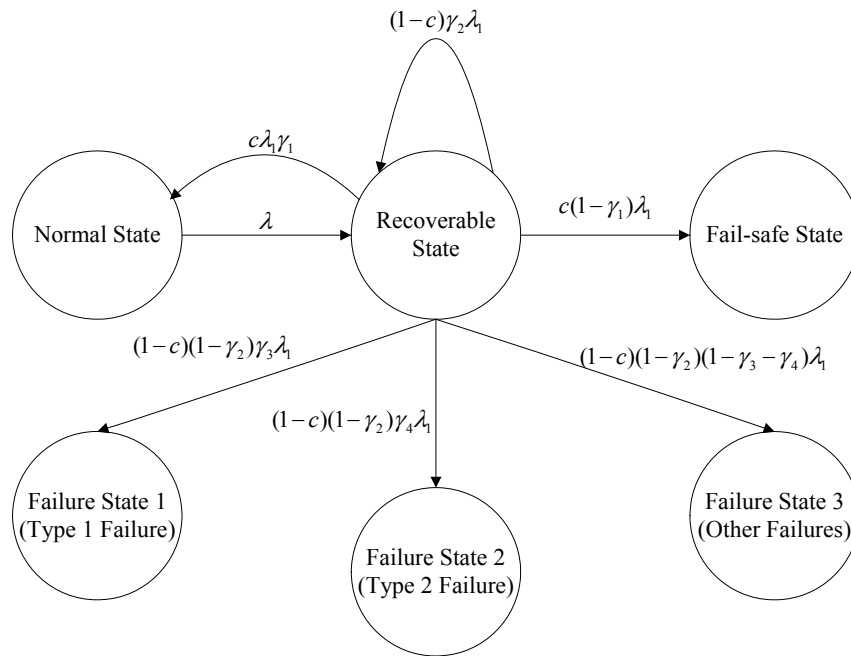 (1−c)γ₂λ₁
cλ₁γ₁
Normal State
λ
Recoverable
State
c(1−γ₁)λ₁
Fail-safe State
(1−c)(1−γ₂)γ₃λ₁
(1−c)(1−γ₂)γ₄λ₁
(1−c)(1−γ₂)(1−γ₃−γ₄)λ₁
Failure State 1
(Type 1 Failure)
Failure State 2
(Type 2 Failure)
Failure State 3
(Other Failures)